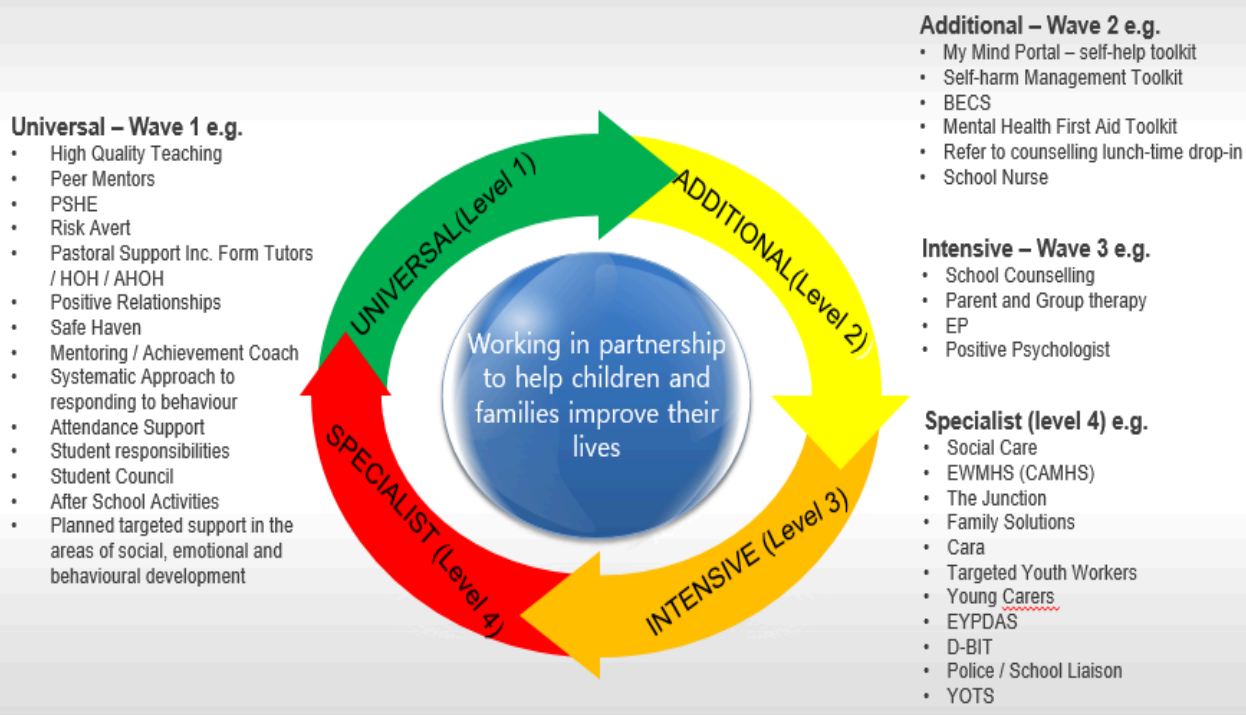 Universal – Wave 1 e.g.
• High Quality Teaching
• Peer Mentors
• PSHE
• Risk Avert
• Pastoral Support Inc. Form Tutors
/ HOH / AHOH
• Positive Relationships
• Safe Haven
• Mentoring / Achievement Coach
• Systematic Approach to
responding to behaviour
• Attendance Support
• Student responsibilities
• Student Council
• After School Activities
• Planned targeted support in the
areas of social, emotional and
behavioural development
UNIVERSAL(Level 1)
ADDITIONAL(Level 2)
INTENSIVE (Level 3)
SPECIALIST (Level 4)
Working in partnership
to help children and
families improve their
lives
Additional – Wave 2 e.g.
• My Mind Portal – self-help toolkit
• Self-harm Management Toolkit
• BECS
• Mental Health First Aid Toolkit
• Refer to counselling lunch-time drop-in
• School Nurse
Intensive – Wave 3 e.g.
• School Counselling
• Parent and Group therapy
• EP
• Positive Psychologist
Specialist (level 4) e.g.
• Social Care
• EWMHS (CAMHS)
• The Junction
• Family Solutions
• Cara
• Targeted Youth Workers
• Young Carers
• EYPDAS
• D-BIT
• Police / School Liaison
• YOTS